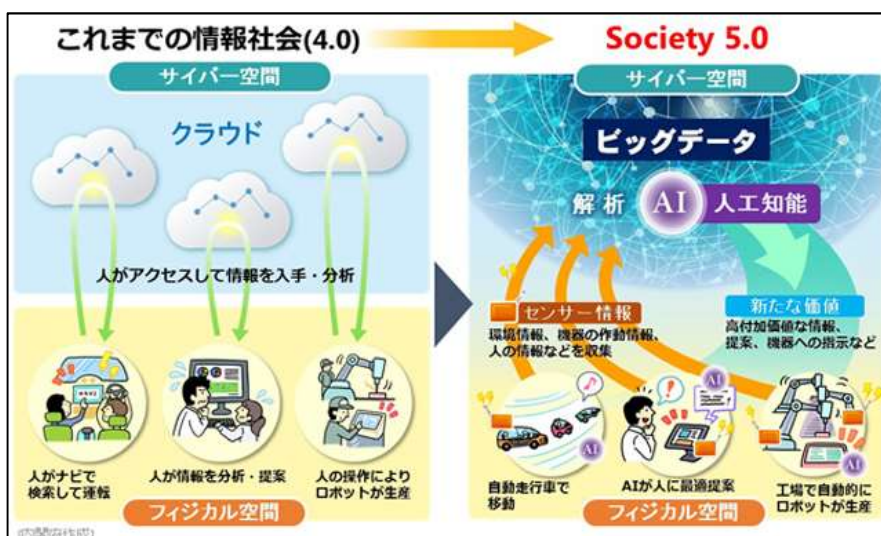 これまでの情報社会(4.0)
サイバー空間
クラウド
人がアクセスして情報を入手・分析
人がナビで
検索して運転
人が情報を分析・提案
人の操作により
ロボットが生産
フィジカル空間
Society 5.0
サイバー空間
ビッグデータ
解析 AI 人工知能
センサー情報
環境情報、機器の作動情報、
人の情報などを収集
新たな価値
高付加価値な情報、
提案、機器への指示など
AI
AI
AI
自動走行車で
移動
AIが人に最適提案
工場で自動的に
ロボットが生産
フィジカル空間